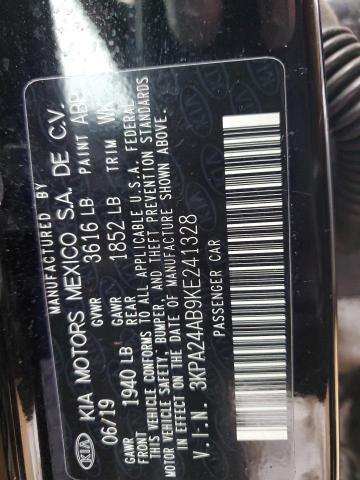 MANUFACTURED BY
KIA KIA MOTORS MEXICO S.A. DE C.V.
06/19 GVWR 3616 LB PAINT ABP
GAWR FRONT 1940 LB GAWR REAR 1852 LB TRIM WK
THIS VEHICLE CONFORMS TO ALL APPLICABLE U.S.A. FEDERAL
MOTOR VEHICLE SAFETY, BUMPER, AND THEFT PREVENTION STANDARDS
IN EFFECT ON THE DATE OF MANUFACTURE SHOWN ABOVE.
V.I.N. 3KPA24AB9KE241328
PASSENGER CAR